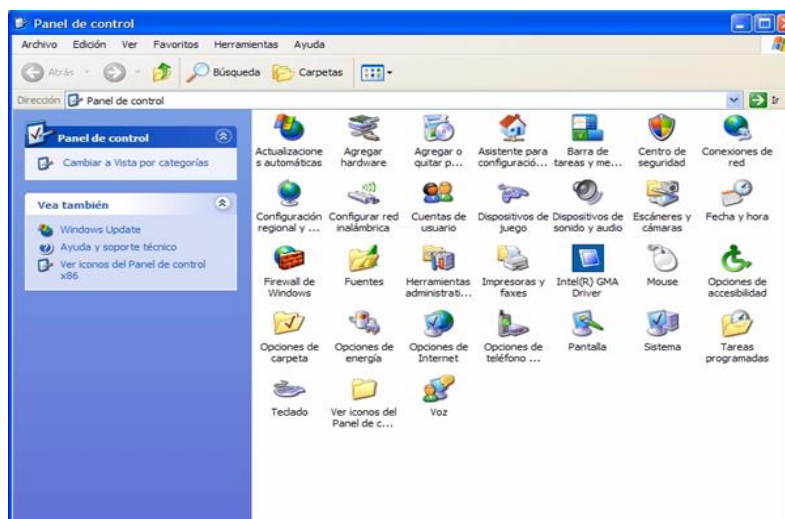 Panel de control
Archivo Edición Ver Favoritos Herramientas Ayuda
Atrás Búsqueda Carpetas
Dirección Panel de control Ir
Panel de control
Cambiar a Vista por categorías
Vea también
Windows Update
Ayuda y soporte técnico
Ver iconos del Panel de control
x86
Actualizacione
s automáticas
Agregar
hardware
Agregar o
quitar p...
Asistente para
configuració...
Barra de
tareas y me...
Centro de
seguridad
Conexiones de
red
Configuración
regional y ...
Configurar red
inalámbrica
Cuentas de
usuario
Dispositivos de
juego
Dispositivos de
sonido y audio
Escáneres y
cámaras
Fecha y hora
Firewall de
Windows
Fuentes
Herramientas
administrati...
Impresoras y
faxes
Intel(R) GMA
Driver
Mouse
Opciones de
accesibilidad
Opciones de
carpeta
Opciones de
energía
Opciones de
Internet
Opciones de
teléfono ...
Pantalla
Sistema
Tareas
programadas
Teclado
Ver iconos del
Panel de c...
Voz